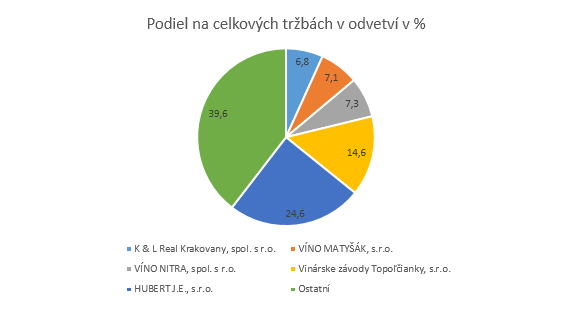 Podiel na celkových tržbách v odvetví v %
6,8
7,1
7,3
14,6
24,6
39,6
K & L Real Krakovany, spol. s r.o.
VÍNO MATYŠÁK, s.r.o.
VÍNO NITRA, spol. s r.o.
Vinárske závody Topoľčianky, s.r.o.
HUBERT J.E., s.r.o.
Ostatní